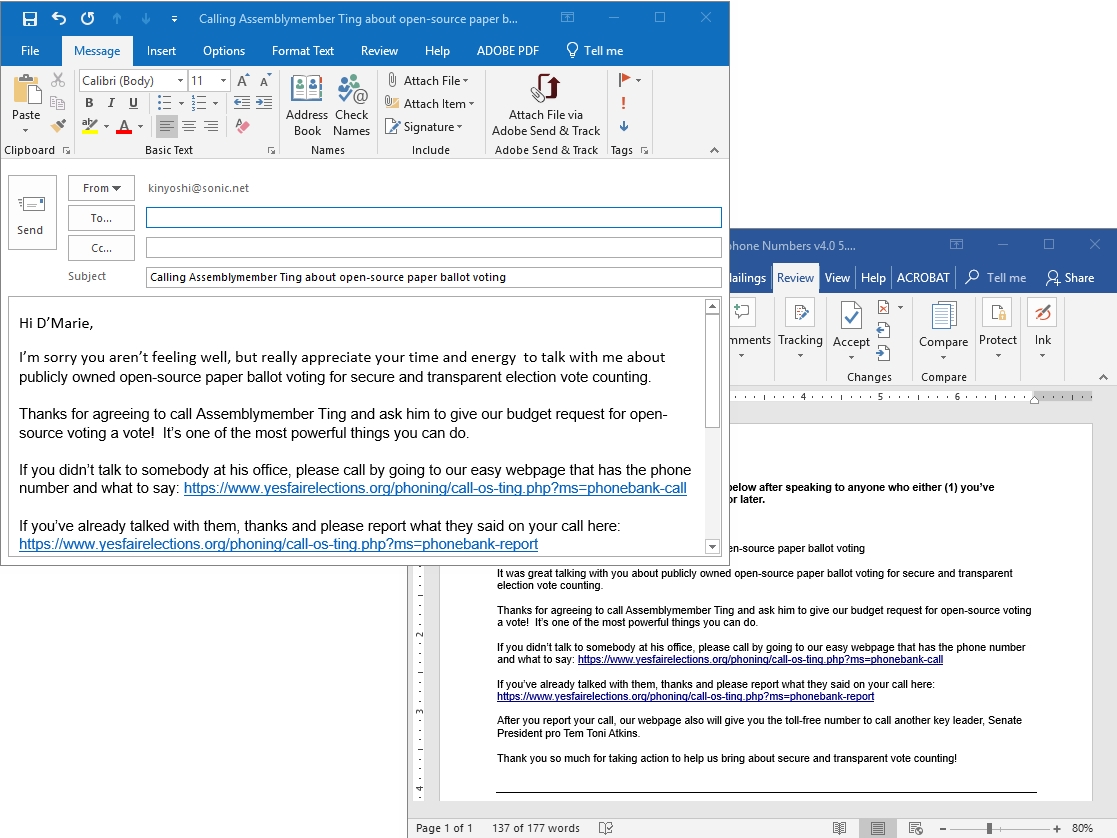 Calling Assemblymember Ting about open-source paper b...
File Message Insert Options Format Text Review Help ADOBE PDF Tell me
Calibri (Body) 11
Paste
B I U
Address Book
Check Names
Attach File
Attach Item
Signature
Attach File via Adobe Send & Track
Clipboard Basic Text Names Include Adobe Send & Track Tags
From kinyoshi@sonic.net
To...
Send
Cc...
Subject Calling Assemblymember Ting about open-source paper ballot voting
Hi D’Marie,
I’m sorry you aren’t feeling well, but really appreciate your time and energy  to talk with me about
publicly owned open-source paper ballot voting for secure and transparent election vote counting.
Thanks for agreeing to call Assemblymember Ting and ask him to give our budget request for open-
source voting a vote!  It’s one of the most powerful things you can do.
If you didn’t talk to somebody at his office, please call by going to our easy webpage that has the phone
number and what to say: https://www.yesfairelections.org/phoning/call-os-ting.php?ms=phonebank-call
If you’ve already talked with them, thanks and please report what they said on your call here:
https://www.yesfairelections.org/phoning/call-os-ting.php?ms=phonebank-report
phone Numbers v4.0 5....
ailings Review View Help ACROBAT Tell me Share
mments Tracking Accept Compare Protect Ink
Changes Compare
4 5 6
below after speaking to anyone who either (1) you’ve
or later.
en-source paper ballot voting
It was great talking with you about publicly owned open-source paper ballot voting for secure and transparent
election vote counting.
Thanks for agreeing to call Assemblymember Ting and ask him to give our budget request for open-source voting
a vote!  It’s one of the most powerful things you can do.
2
If you didn’t talk to somebody at his office, please call by going to our easy webpage that has the phone number
and what to say: https://www.yesfairelections.org/phoning/call-os-ting.php?ms=phonebank-call
If you’ve already talked with them, thanks and please report what they said on your call here:
https://www.yesfairelections.org/phoning/call-os-ting.php?ms=phonebank-report
3
After you report your call, our webpage also will give you the toll-free number to call another key leader, Senate
President pro Tem Toni Atkins.
Thank you so much for taking action to help us bring about secure and transparent vote counting!
4
Page 1 of 1 137 of 177 words 80%